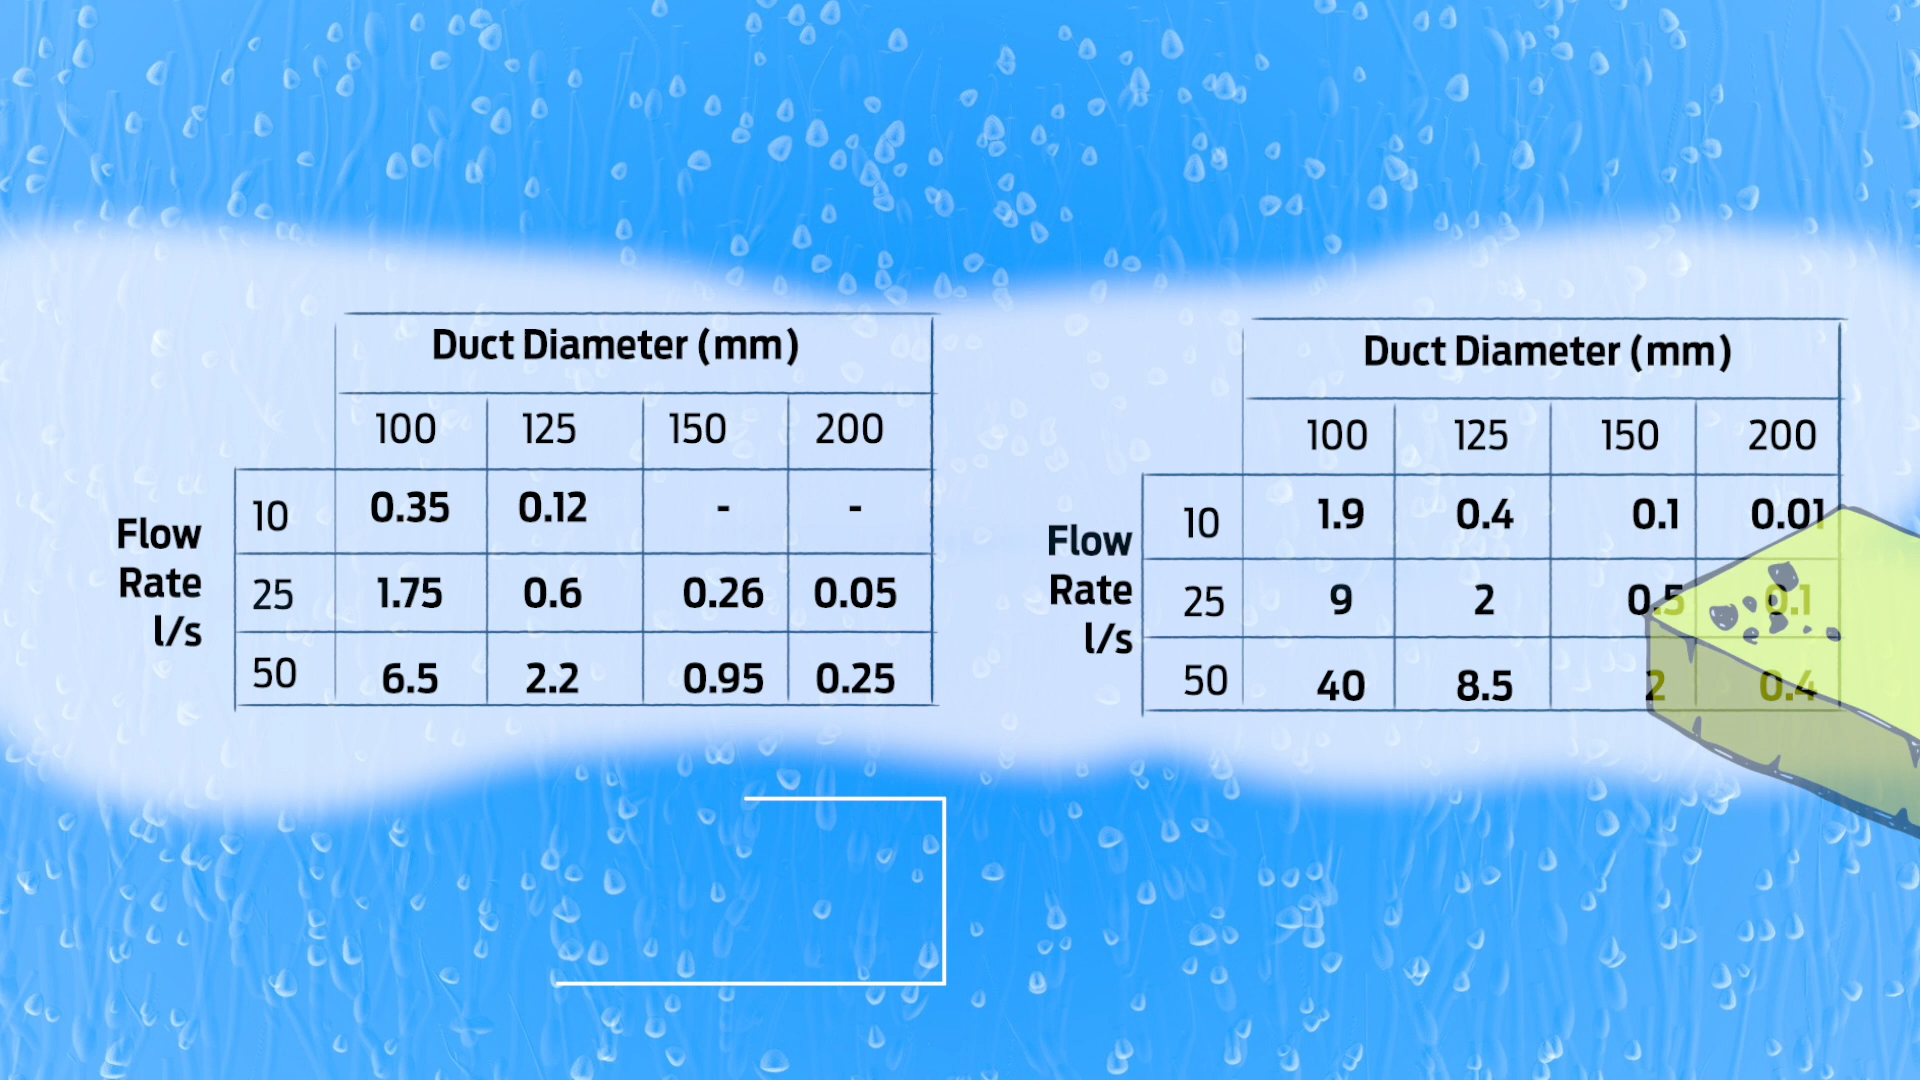 Duct Diameter (mm)
100 125 150 200
Flow Rate l/s
10 0.35 0.12 - -
25 1.75 0.6 0.26 0.05
50 6.5 2.2 0.95 0.25
Duct Diameter (mm)
100 125 150 200
Flow Rate l/s
10 1.9 0.4 0.1 0.01
25 9 2 0.5 0.1
50 40 8.5 2 0.4